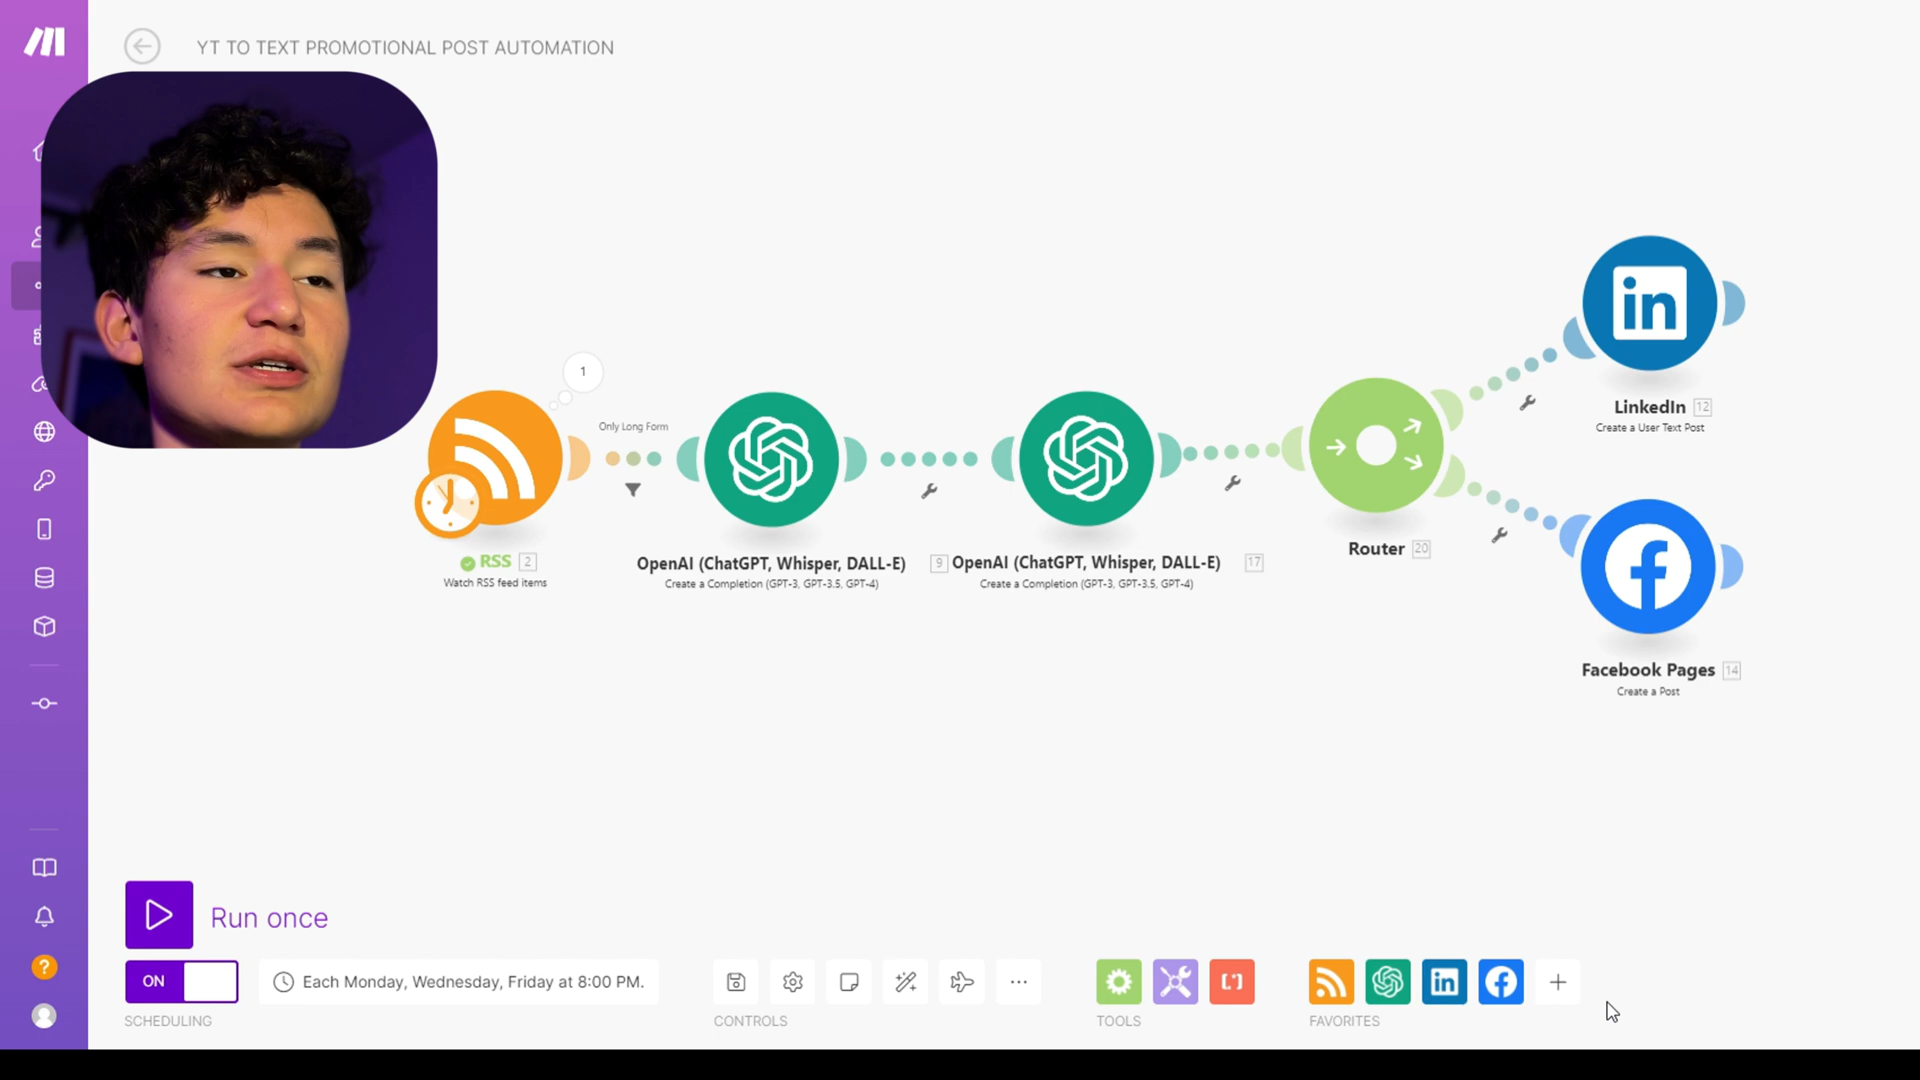 YT TO TEXT PROMOTIONAL POST AUTOMATION
1
Only Long Form
RSS 2
Watch RSS feed items
OpenAI (ChatGPT, Whisper, DALL-E) 9
Create a Completion (GPT-3, GPT-3.5, GPT-4)
OpenAI (ChatGPT, Whisper, DALL-E) 17
Create a Completion (GPT-3, GPT-3.5, GPT-4)
Router 20
in
LinkedIn 12
Create a User Text Post
Facebook Pages 14
Create a Post
Run once
ON
Each Monday, Wednesday, Friday at 8:00 PM.
SCHEDULING
CONTROLS
TOOLS
in
FAVORITES
?